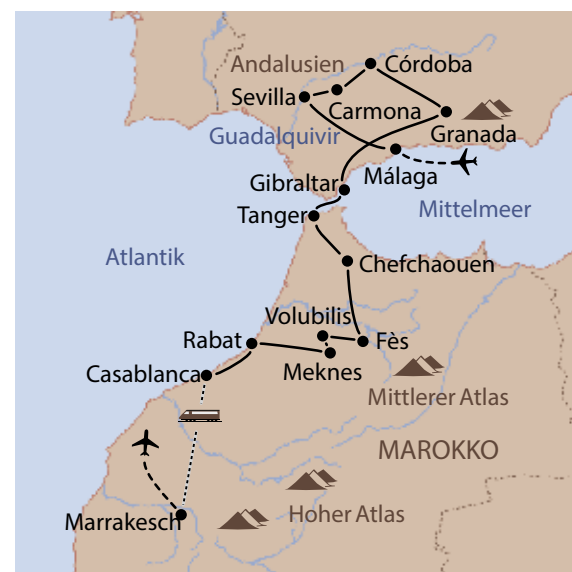 Andalusien
Córdoba
Sevilla
Carmona
Granada
Guadalquivir
Málaga
Gibraltar
Mittelmeer
Tanger
Atlantik
Chefchaouen
Volubilis
Rabat
Fès
Casablanca
Meknes
Mittlerer Atlas
MAROKKO
Marrakesch
Hoher Atlas